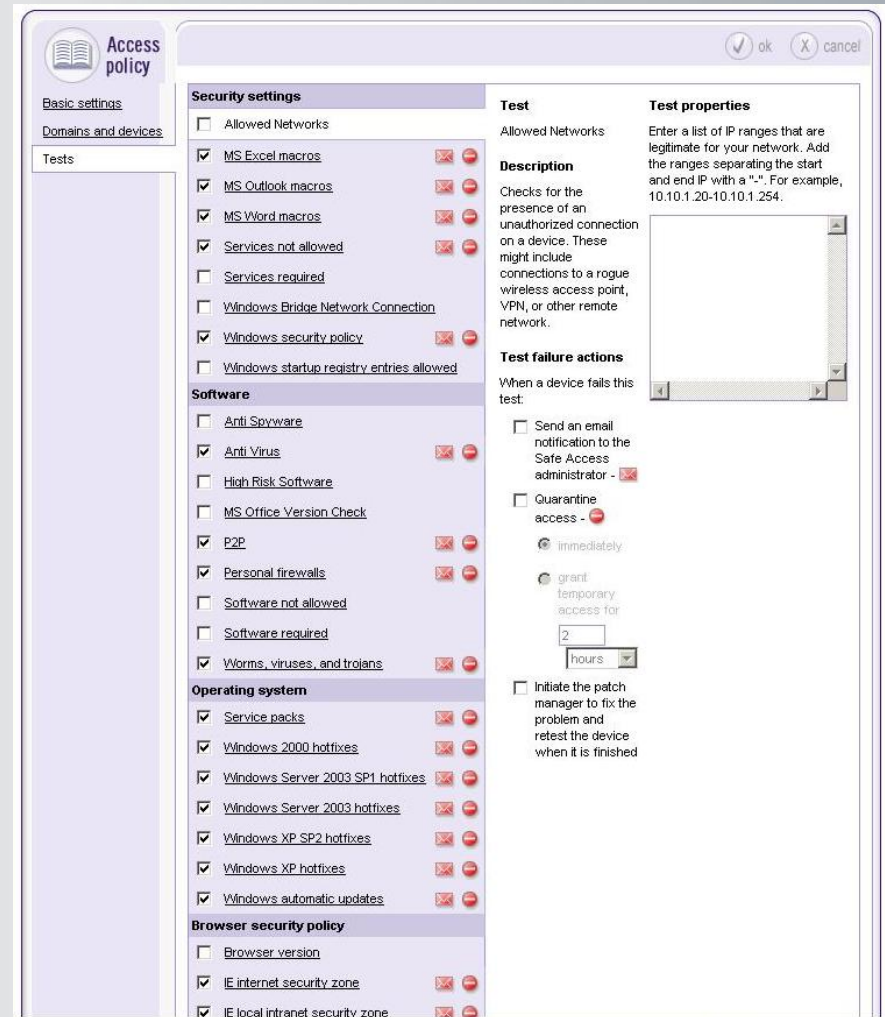 Access
policy
ok
X
cancel
Basic settings
Domains and devices
Tests
Security settings
Allowed Networks
MS Excel macros
MS Outlook macros
MS Word macros
Services not allowed
Services required
Windows Bridge Network Connection
Windows security policy
Windows startup registry entries allowed
Software
Anti Spyware
Anti Virus
High Risk Software
MS Office Version Check
P2P
Personal firewalls
Software not allowed
Software required
Worms, viruses, and trojans
Operating system
Service packs
Windows 2000 hotfixes
Windows Server 2003 SP1 hotfixes
Windows Server 2003 hotfixes
Windows XP SP2 hotfixes
Windows XP hotfixes
Windows automatic updates
Browser security policy
Browser version
IE internet security zone
IE local intranet security zone
Test
Allowed Networks
Description
Checks for the
presence of an
unauthorized connection
on a device. These
might include
connections to a rogue
wireless access point,
VPN, or other remote
network.
Test failure actions
When a device fails this
test:
Send an email
notification to the
Safe Access
administrator -
Quarantine
access -
immediately
grant
temporary
access for
2
hours
Initiate the patch
manager to fix the
problem and
retest the device
when it is finished
Test properties
Enter a list of IP ranges that are
legitimate for your network. Add
the ranges separating the start
and end IP with a "-". For example,
10.10.1.20-10.10.1.254.